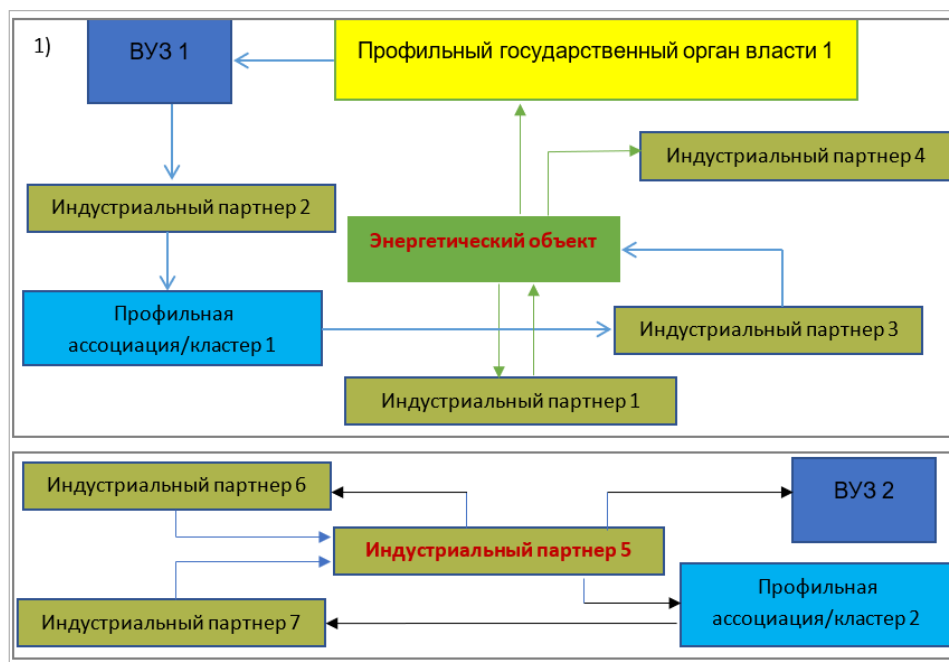 1)
ВУЗ 1
Профильный государственный орган власти 1
Индустриальный партнер 4
Индустриальный партнер 2
Энергетический объект
Профильная
ассоциация/кластер 1
Индустриальный партнер 3
Индустриальный партнер 1
Индустриальный партнер 6
ВУЗ 2
Индустриальный партнер 5
Профильная
ассоциация/кластер 2
Индустриальный партнер 7